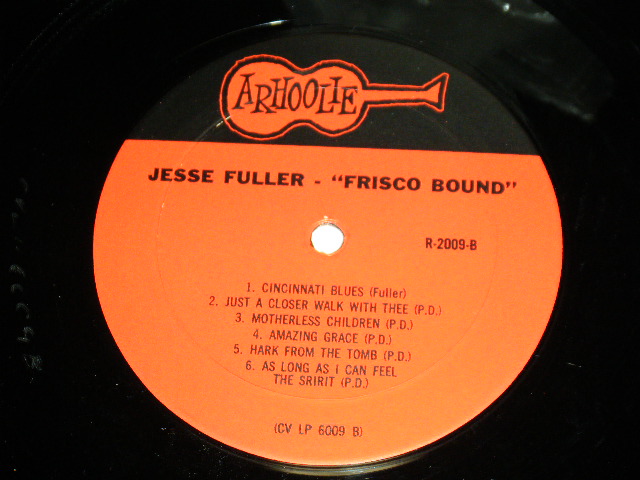 ARHOOLIE
JESSE FULLER - "FRISCO BOUND"
R-2009-B
1. CINCINNATI BLUES (Fuller)
2. JUST A CLOSER WALK WITH THEE (P.D.)
3. MOTHERLESS CHILDREN (P.D.)
4. AMAZING GRACE (P.D.)
5. HARK FROM THE TOMB (P.D.)
6. AS LONG AS I CAN FEEL
THE SRIRIT (P.D.)
(CV LP 6009 B)